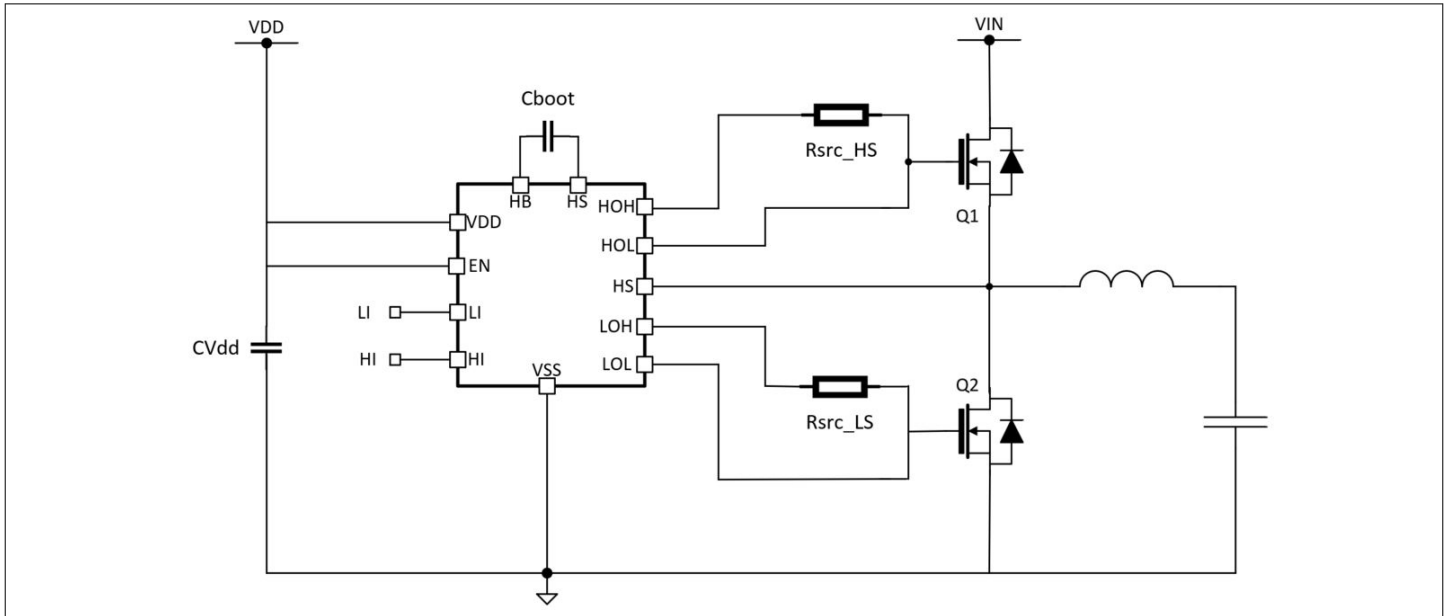 VDD
VIN
Cboot
Rsrc_HS
HB
HS
HOH
VDD
Q1
HOL
EN
HS
LI
LI
LOH
CVdd
HI
HI
LOL
VSS
Q2
Rsrc_LS